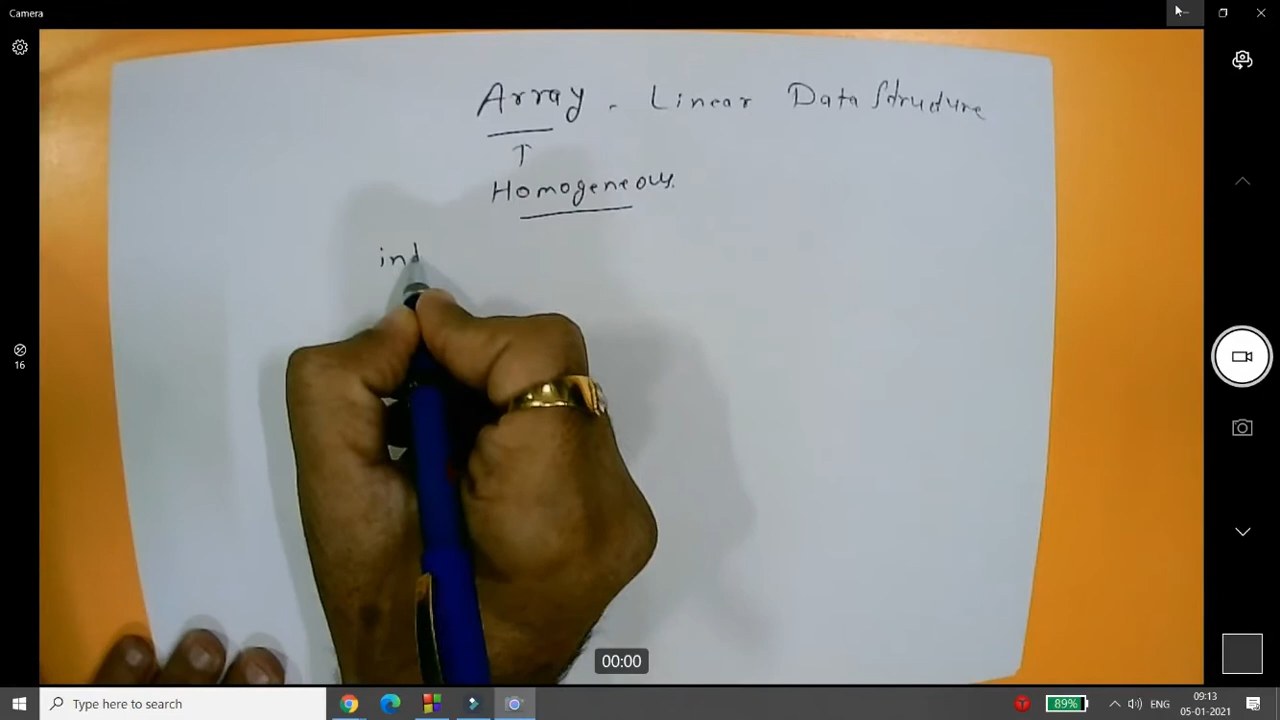 Camera
Array - Linear Data Structure
Homogeneous.
16
00:00
Type here to search
89%
ENG
09:13
05-01-2021